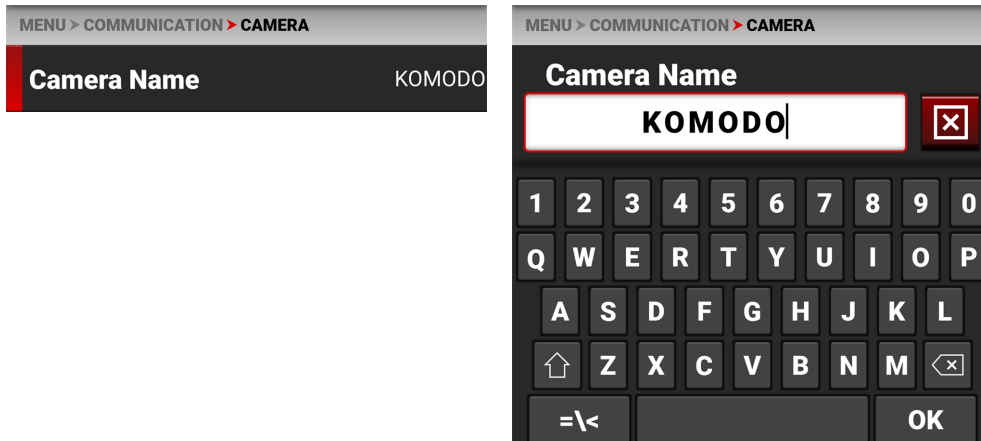 MENU > COMMUNICATION > CAMERA
Camera Name KOMODO
MENU > COMMUNICATION > CAMERA
Camera Name
KOMODO
1 2 3 4 5 6 7 8 9 0
Q W E R T Y U I O P
A S D F G H J K L
Z X C V B N M
=\< OK